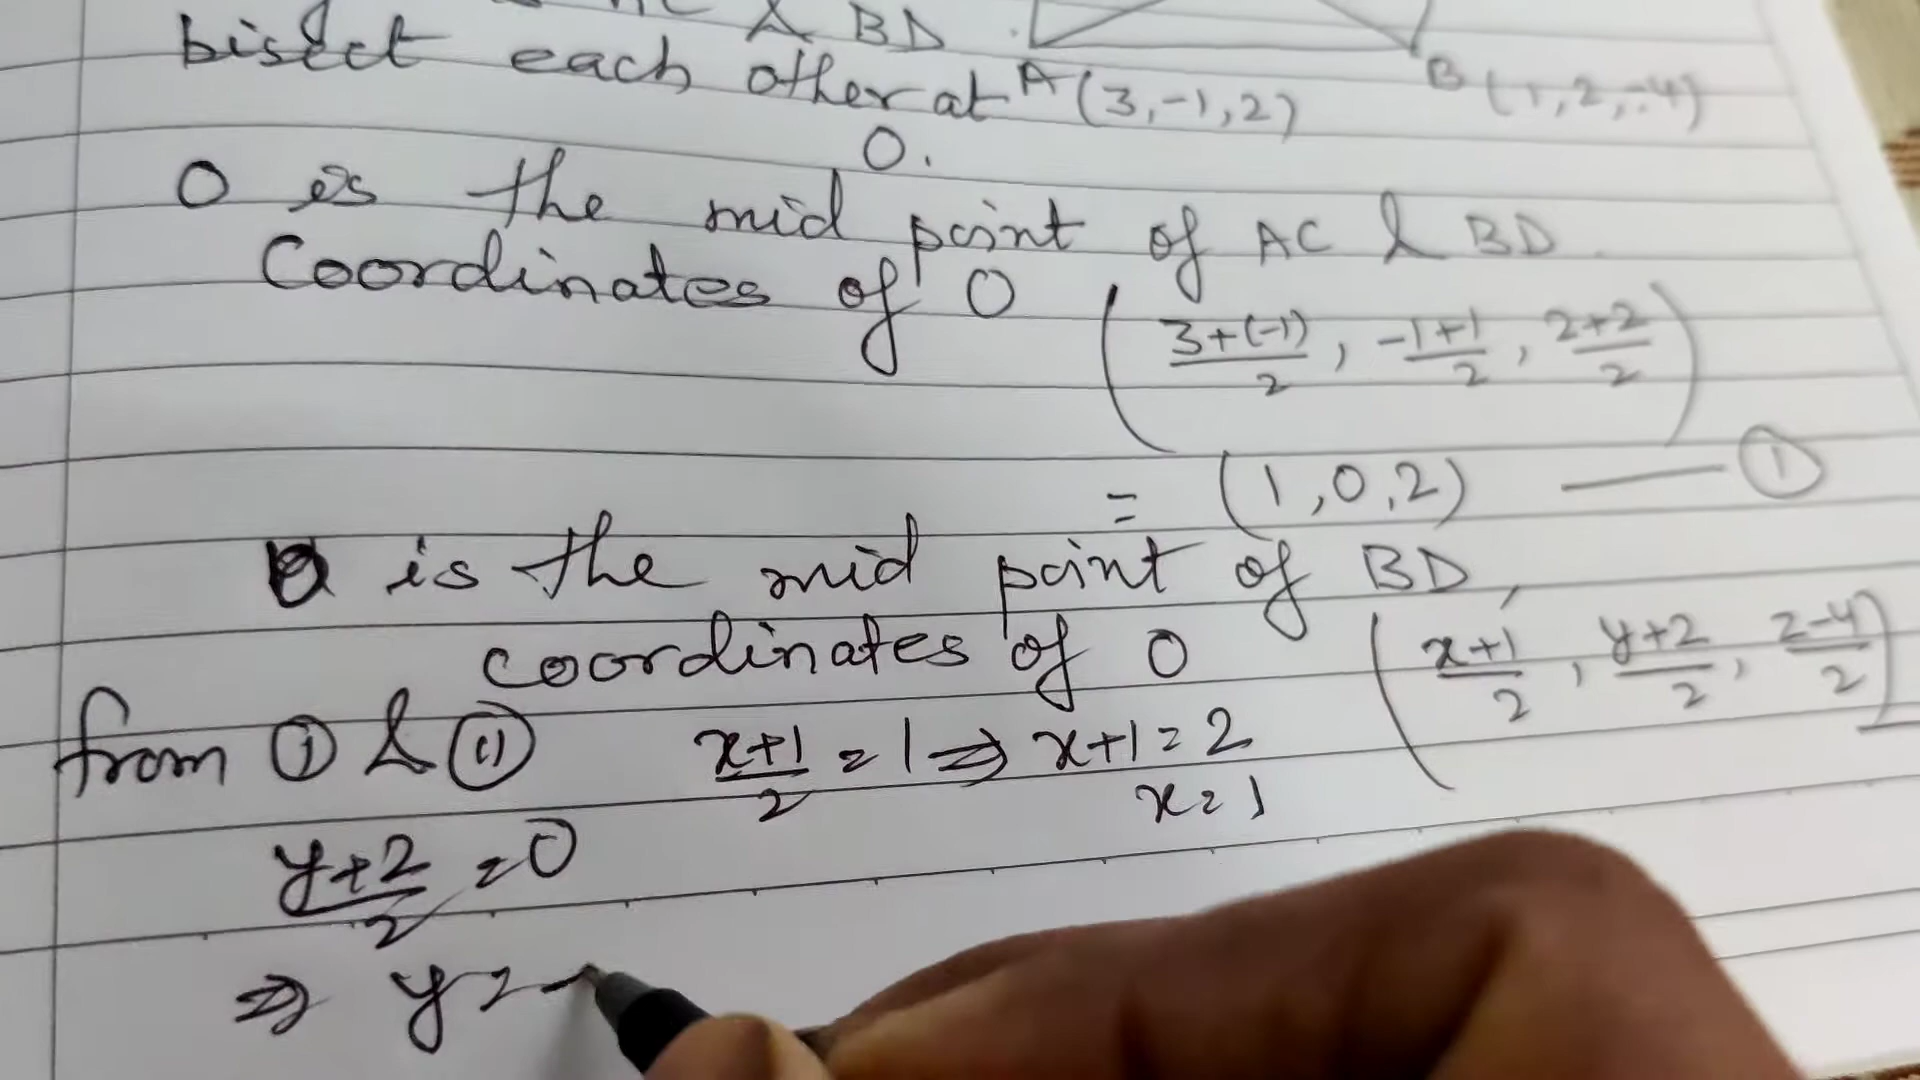 AC & BD
bisect each other at A(3,-1,2) B(1,2,-4)
O.
O is the mid point of AC & BD.
Coordinates of O (3+(-1)/2, -1+1/2, 2+2/2)
= (1,0,2) — ①
O is the mid point of BD,
coordinates of O (x+1/2, y+2/2, z-4/2)
from ① & ⑪ x+1/2 = 1 ⇒ x+1 = 2
x = 1
y+2/2 = 0
⇒ y = -